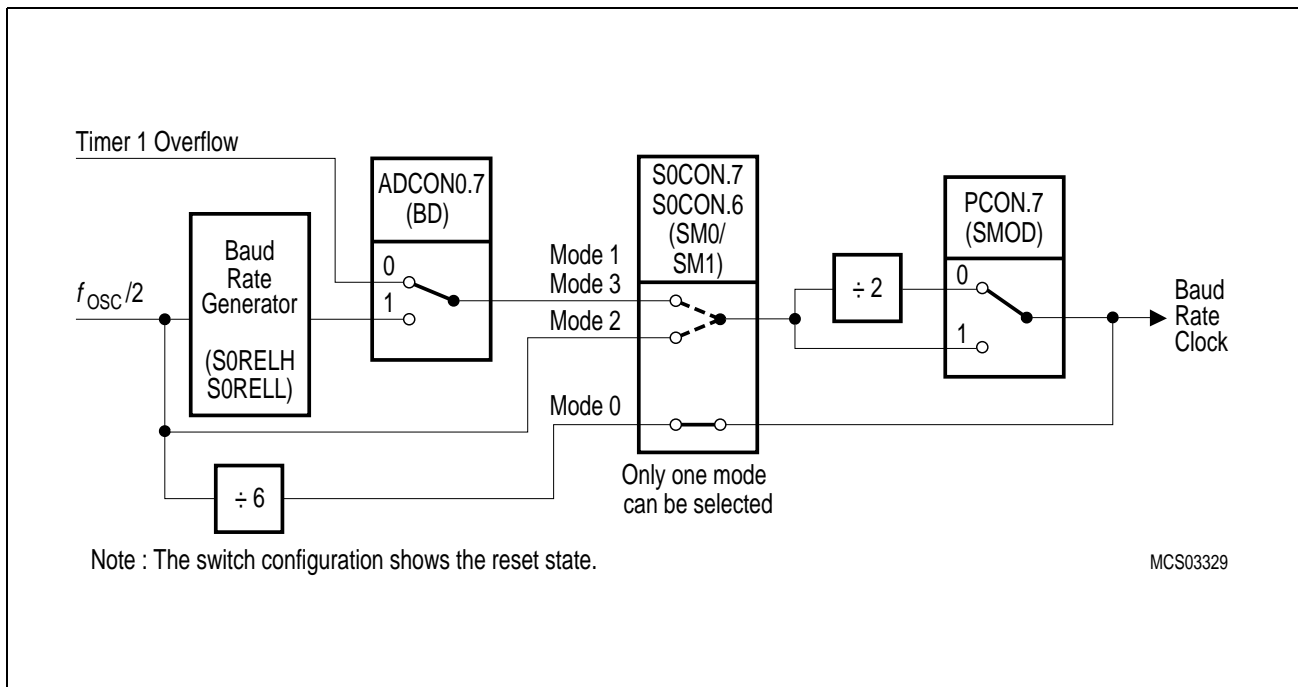 Timer 1 Overflow
f OSC /2
Baud
Rate
Generator
(S0RELH
S0RELL)
÷ 6
ADCON0.7
(BD)
0
1
Mode 1
Mode 3
Mode 2
Mode 0
S0CON.7
S0CON.6
(SM0/
SM1)
Only one mode
can be selected
÷ 2
PCON.7
(SMOD)
0
1
Baud
Rate
Clock
Note : The switch configuration shows the reset state.
MCS03329